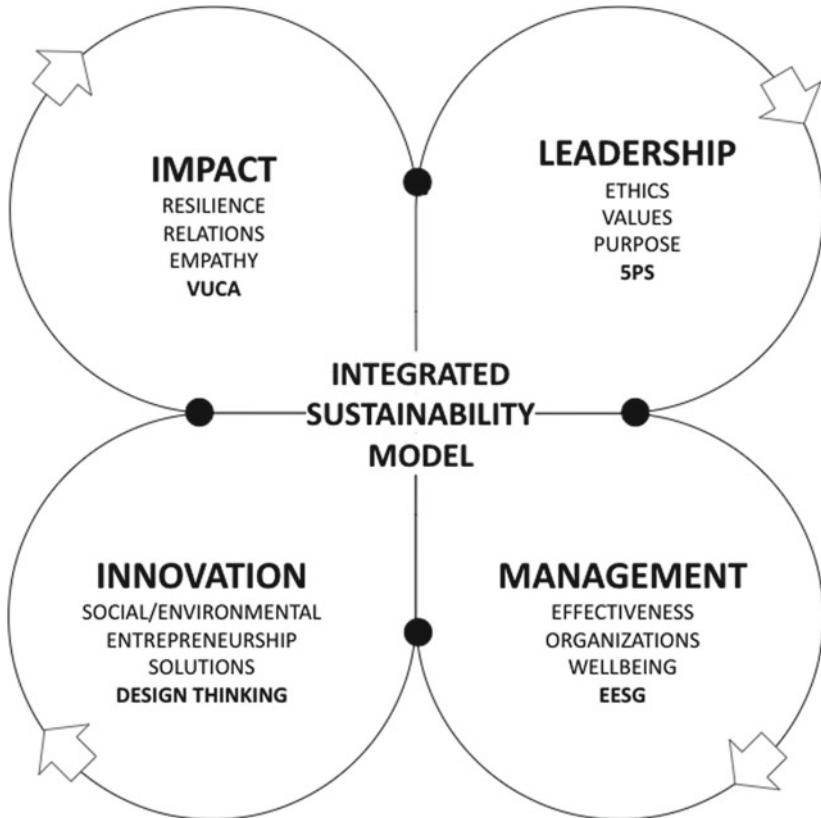 IMPACT
RESILIENCE
RELATIONS
EMPATHY
VUCA
LEADERSHIP
ETHICS
VALUES
PURPOSE
5PS
INTEGRATED
SUSTAINABILITY
MODEL
INNOVATION
SOCIAL/ENVIRONMENTAL
ENTREPRENEURSHIP
SOLUTIONS
DESIGN THINKING
MANAGEMENT
EFFECTIVENESS
ORGANIZATIONS
WELLBEING
EESG